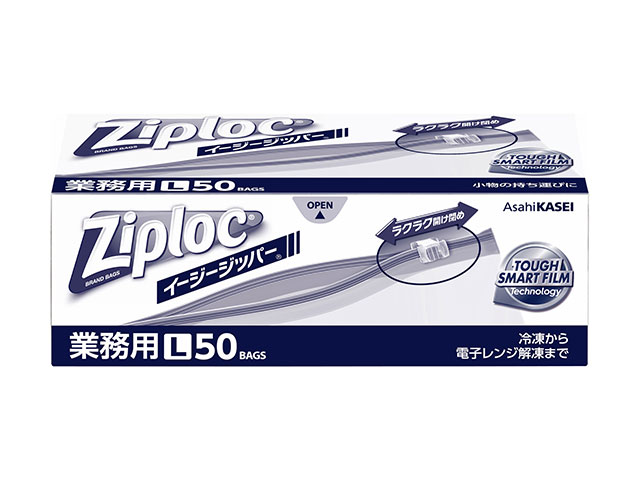 Ziploc®
BRAND BAGS
イージージッパー®
ラクラク開け閉め
TOUGH
SMART FILM
Technology
業務用 L 50 BAGS
小物の持ち運びに
OPEN
AsahiKASEI
Ziploc®
BRAND BAGS
イージージッパー®
ラクラク開け閉め
TOUGH
SMART FILM
Technology
業務用 L 50 BAGS
冷凍から
電子レンジ解凍まで